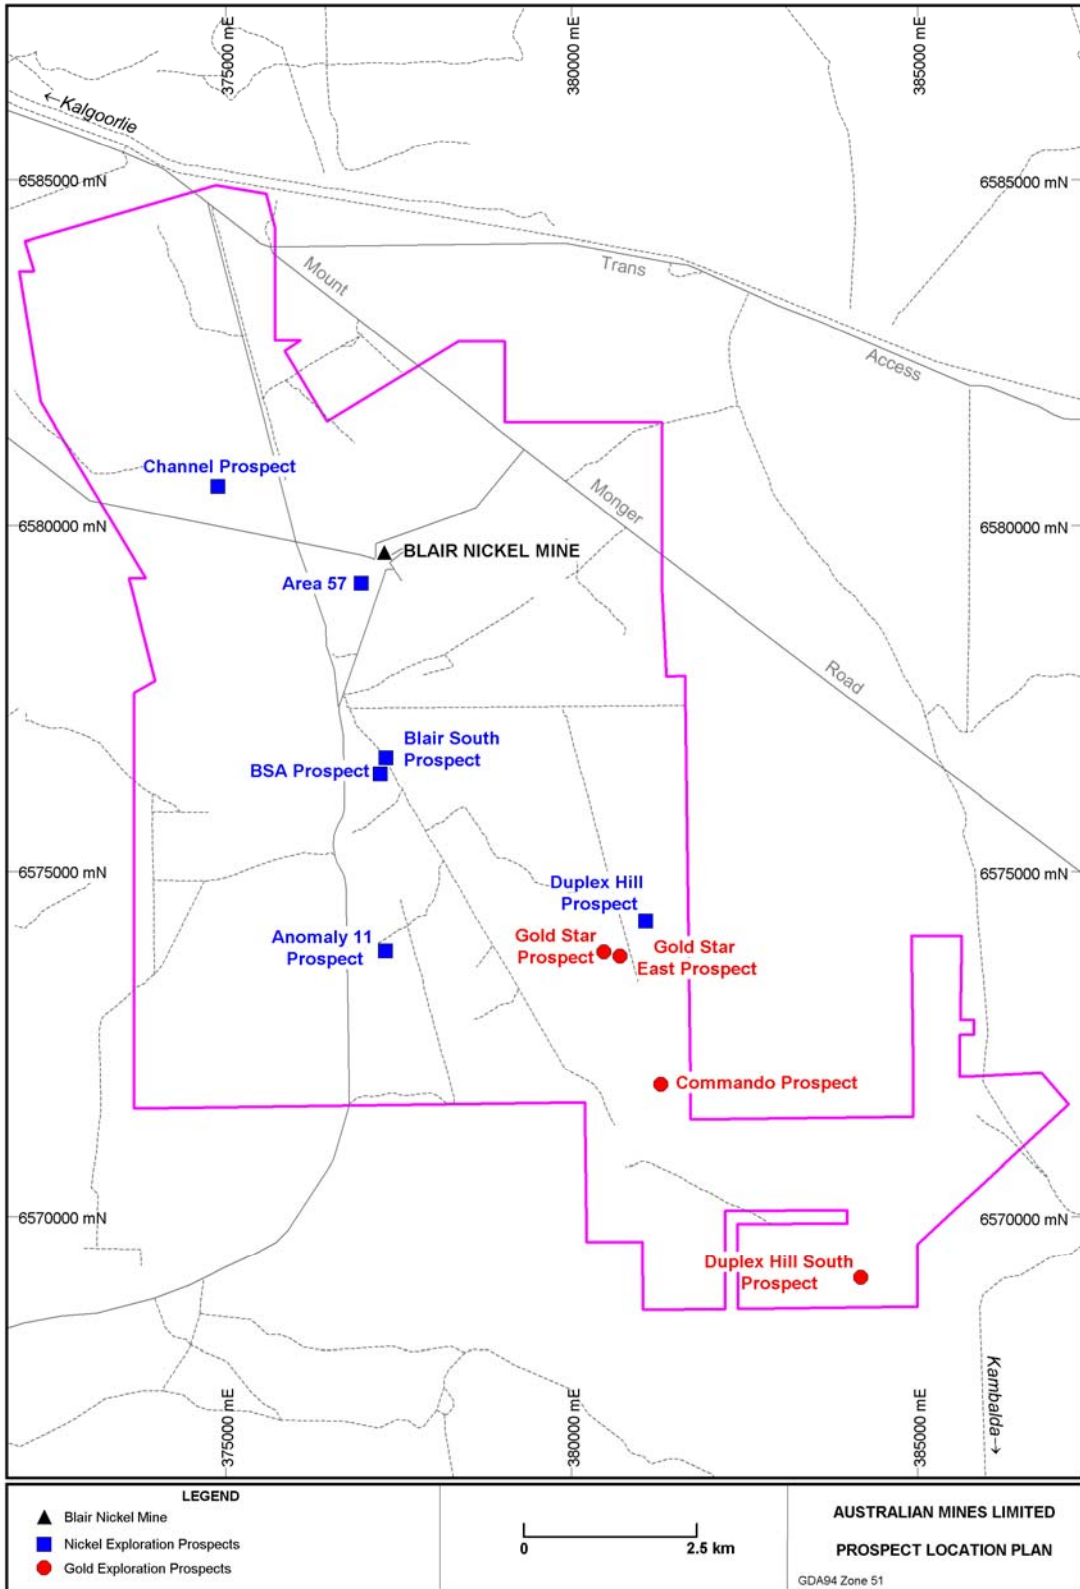 375000 mE
380000 mE
385000 mE
←Kalgoorlie
6585000 mN
6585000 mN
Mount
Trans
Access
Channel Prospect
Monger
6580000 mN
6580000 mN
BLAIR NICKEL MINE
Area 57
Road
Blair South
Prospect
BSA Prospect
6575000 mN
6575000 mN
Duplex Hill
Prospect
Anomaly 11
Prospect
Gold Star
Prospect
Gold Star
East Prospect
Commando Prospect
6570000 mN
6570000 mN
Duplex Hill South
Prospect
Kambalda→
375000 mE
380000 mE
385000 mE
LEGEND
Blair Nickel Mine
Nickel Exploration Prospects
Gold Exploration Prospects
0
2.5 km
AUSTRALIAN MINES LIMITED
PROSPECT LOCATION PLAN
GDA94 Zone 51